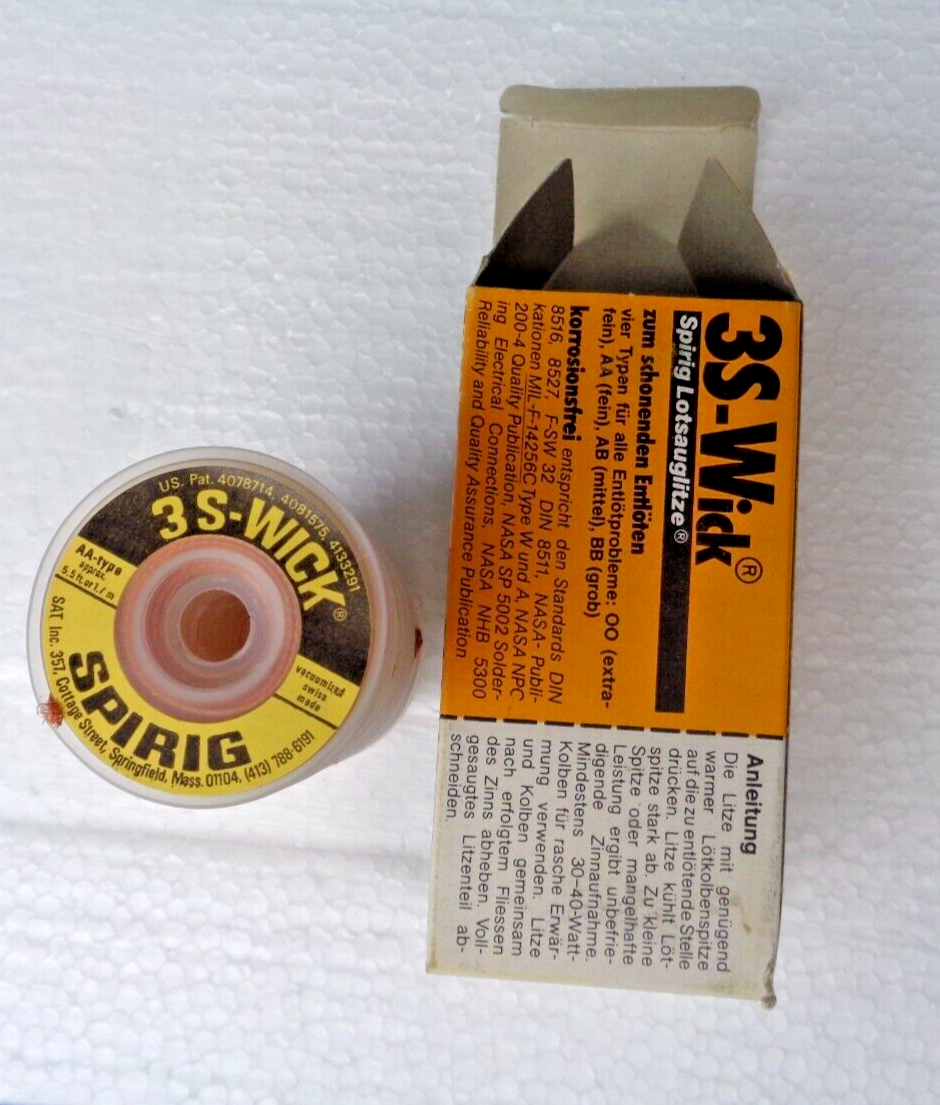 US. Pat. 4078714, 4081575, 4133291
3S-WICK®
AA-type
approx.
5.5 ft. or 1.7 m
vacuumized
swiss
made
SPIRIG
SAT Inc. 357, Cottage Street, Springfield, Mass. 01104, (413) 788-6191
3S-Wick®
Spirig Lotsauglitze®
zum schonenden Entlöten
vier Typen für alle Entlötprobleme: OO (extra-
fein), AA (fein), AB (mittel), BB (grob)
korrosionsfrei entspricht den Standards DIN
8516, 8527, F-SW 32 DIN 8511, NASA- Publi-
kationen MIL-F-14256C Type W und A, NASA NPC
200-4 Quality Publication, NASA SP 5002 Solder-
ing Electrical Connections, NASA NHB 5300
Reliability and Quality Assurance Publication
Anleitung
Die Litze mit genügend
warmer Lötkolbenspitze
auf die zu entlötende Stelle
drücken. Litze kühlt Löt-
spitze stark ab. Zu kleine
Spitze oder mangelhafte
Leistung ergibt unbefrie-
digende Zinnaufnahme.
Mindestens 30-40-Watt-
Kolben für rasche Erwär-
mung verwenden. Litze
und Kolben gemeinsam
nach erfolgtem Fliessen
des Zinns abheben. Voll-
gesaugtes Litzenteil ab-
schneiden.